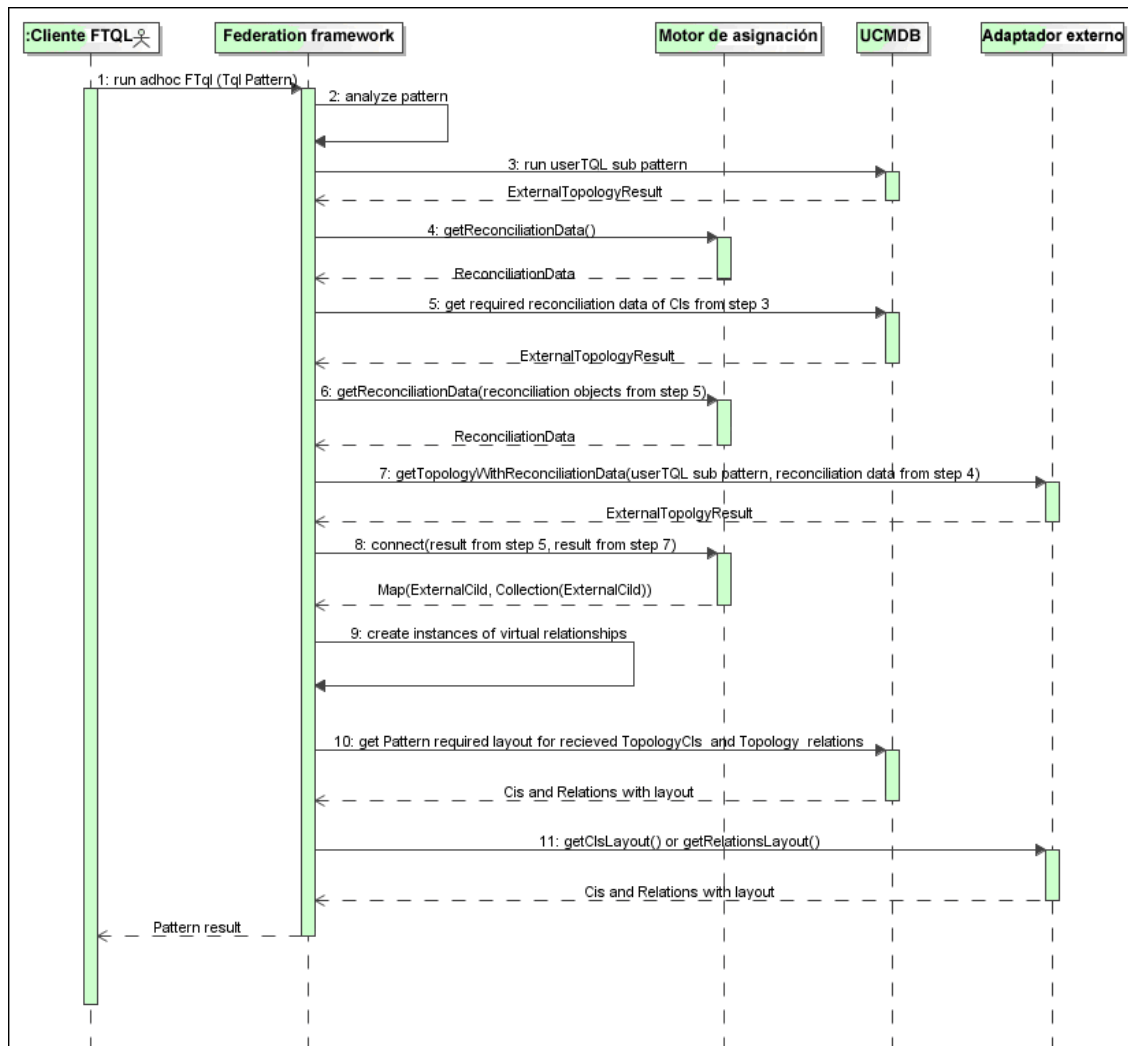 :Cliente FTQL
Federation framework
Motor de asignación
UCMDB
Adaptador externo
1: run adhoc FTql (Tql Pattern)
2: analyze pattern
3: run userTQL sub pattern
ExternalTopologyResult
4: getReconciliationData()
ReconciliationData
5: get required reconciliation data of CIs from step 3
ExternalTopologyResult
6: getReconciliationData(reconciliation objects from step 5)
ReconciliationData
7: getTopologyWithReconciliationData(userTQL sub pattern, reconciliation data from step 4)
ExternalTopolgyResult
8: connect(result from step 5, result from step 7)
Map(ExternalCiId, Collection(ExternalCiId))
9: create instances of virtual relationships
10: get Pattern required layout for recieved TopologyCIs and Topology relations
Cis and Relations with layout
11: getCIsLayout() or getRelationsLayout()
Cis and Relations with layout
Pattern result